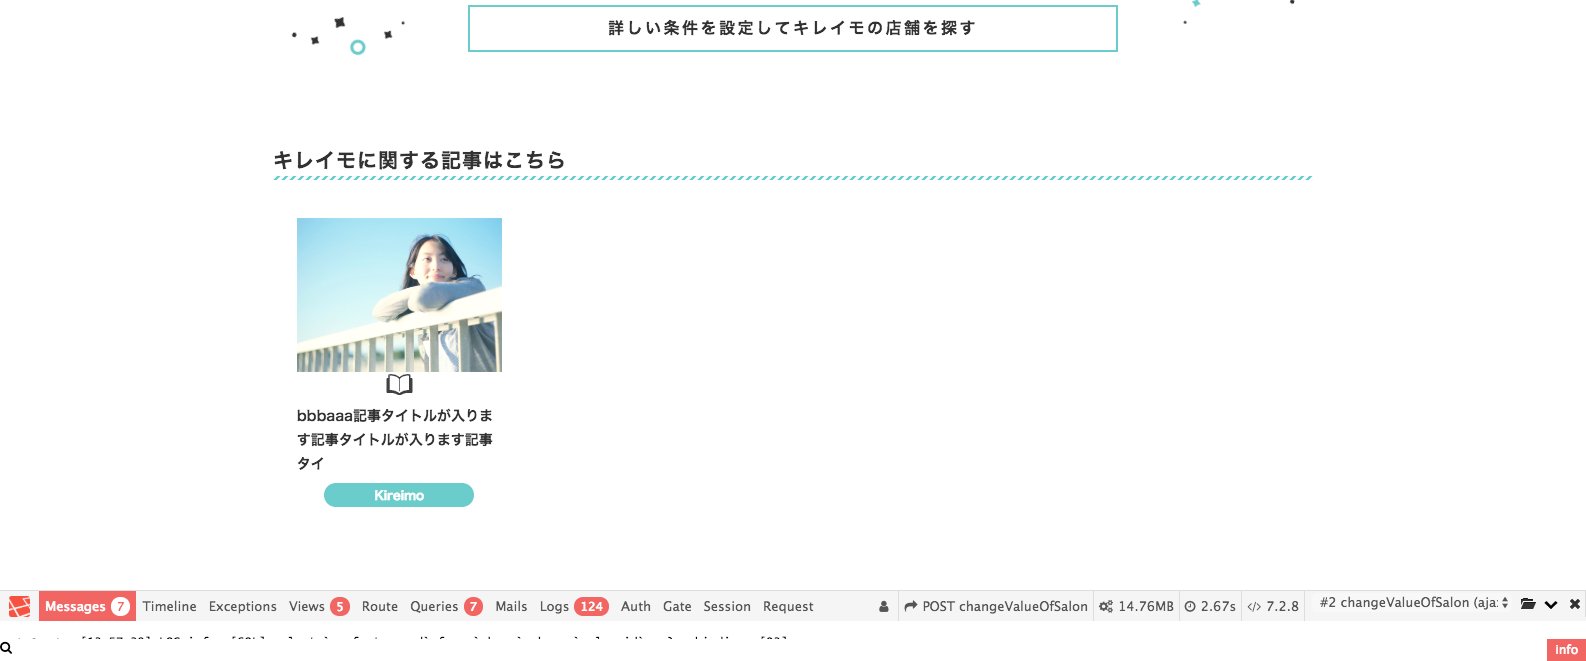 詳しい条件を設定してキレイモの店舗を探す
キレイモに関する記事はこちら
bbbaaa記事タイトルが入りま
す記事タイトルが入ります記事
タイ
Kireimo
Messages 7 Timeline Exceptions Views 5 Route Queries 7 Mails Logs 124 Auth Gate Session Request POST changeValueOfSalon 14.76MB 2.67s 7.2.8 #2 changeValueOfSalon (aja:
info